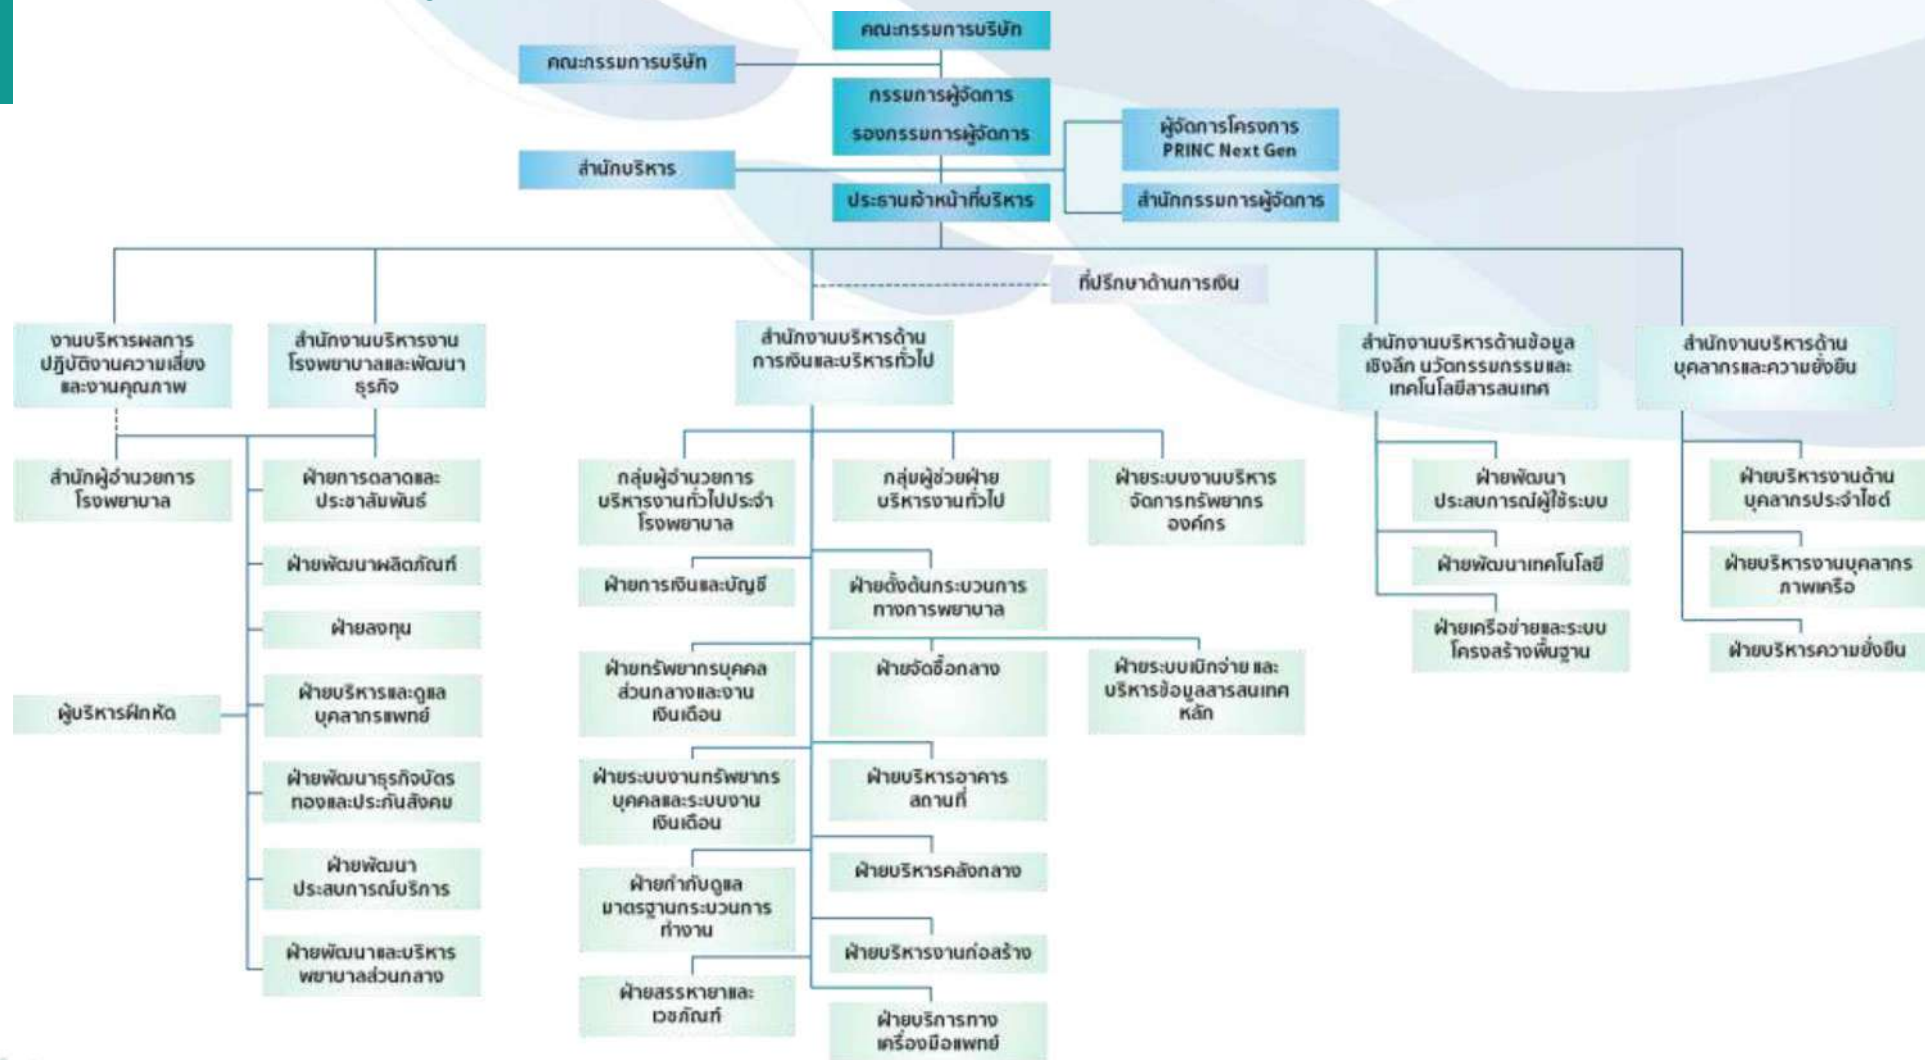 คณะกรรมการบริษัท
คณะกรรมการบริษัท
กรรมการผู้จัดการ
รองกรรมการผู้จัดการ
ผู้จัดการโครงการ
PRINC Next Gen
สำนักบริหาร
ประธานเจ้าหน้าที่บริหาร
สำนักกรรมการผู้จัดการ
ที่ปรึกษาด้านการเงิน
งานบริหารผลการ
ปฏิบัติงานความเสี่ยง
และงานคุณภาพ
สำนักงานบริหารงาน
โรงพยาบาลและพัฒนา
ธุรกิจ
สำนักงานบริหารด้าน
การเงินและบริหารทั่วไป
สำนักงานบริหารด้านข้อมูล
เชิงลึก นวัตกรรมกรรมและ
เทคโนโลยีสารสนเทศ
สำนักงานบริหารด้าน
บุคลากรและความยั่งยืน
สำนักผู้อำนวยการ
โรงพยาบาล
ฝ่ายการตลาดและ
ประชาสัมพันธ์
ฝ่ายพัฒนาผลิตภัณฑ์
ฝ่ายลงทุน
ผู้บริหารฝึกหัด
ฝ่ายบริหารและดูแล
บุคลากรแพทย์
ฝ่ายพัฒนาธุรกิจบัตร
ทองและประกันสังคม
ฝ่ายพัฒนา
ประสบการณ์บริการ
ฝ่ายพัฒนาและบริหาร
พยาบาลส่วนกลาง
กลุ่มผู้อำนวยการ
บริหารงานทั่วไปประจำ
โรงพยาบาล
กลุ่มผู้ช่วยฝ่าย
บริหารงานทั่วไป
ฝ่ายระบบงานบริหาร
จัดการทรัพยากร
องค์กร
ฝ่ายการเงินและบัญชี
ฝ่ายตั้งต้นกระบวนการ
ทางการพยาบาล
ฝ่ายทรัพยากรบุคคล
ส่วนกลางและงาน
เงินเดือน
ฝ่ายจัดซื้อกลาง
ฝ่ายระบบเบิกจ่าย และ
บริหารข้อมูลสารสนเทศ
หลัก
ฝ่ายระบบงานทรัพยากร
บุคคลและระบบงาน
เงินเดือน
ฝ่ายบริหารอาคาร
สถานที่
ฝ่ายกำกับดูแล
มาตรฐานกระบวนการ
ทำงาน
ฝ่ายบริหารคลังกลาง
ฝ่ายบริหารงานก่อสร้าง
ฝ่ายสรรหายาและ
เวชภัณฑ์
ฝ่ายบริการทาง
เครื่องมือแพทย์
ฝ่ายพัฒนา
ประสบการณ์ผู้ใช้ระบบ
ฝ่ายพัฒนาเทคโนโลยี
ฝ่ายเครือข่ายและระบบ
โครงสร้างพื้นฐาน
ฝ่ายบริหารงานด้าน
บุคลากรประจำไซต์
ฝ่ายบริหารงานบุคลากร
ภาพเครือ
ฝ่ายบริหารความยั่งยืน